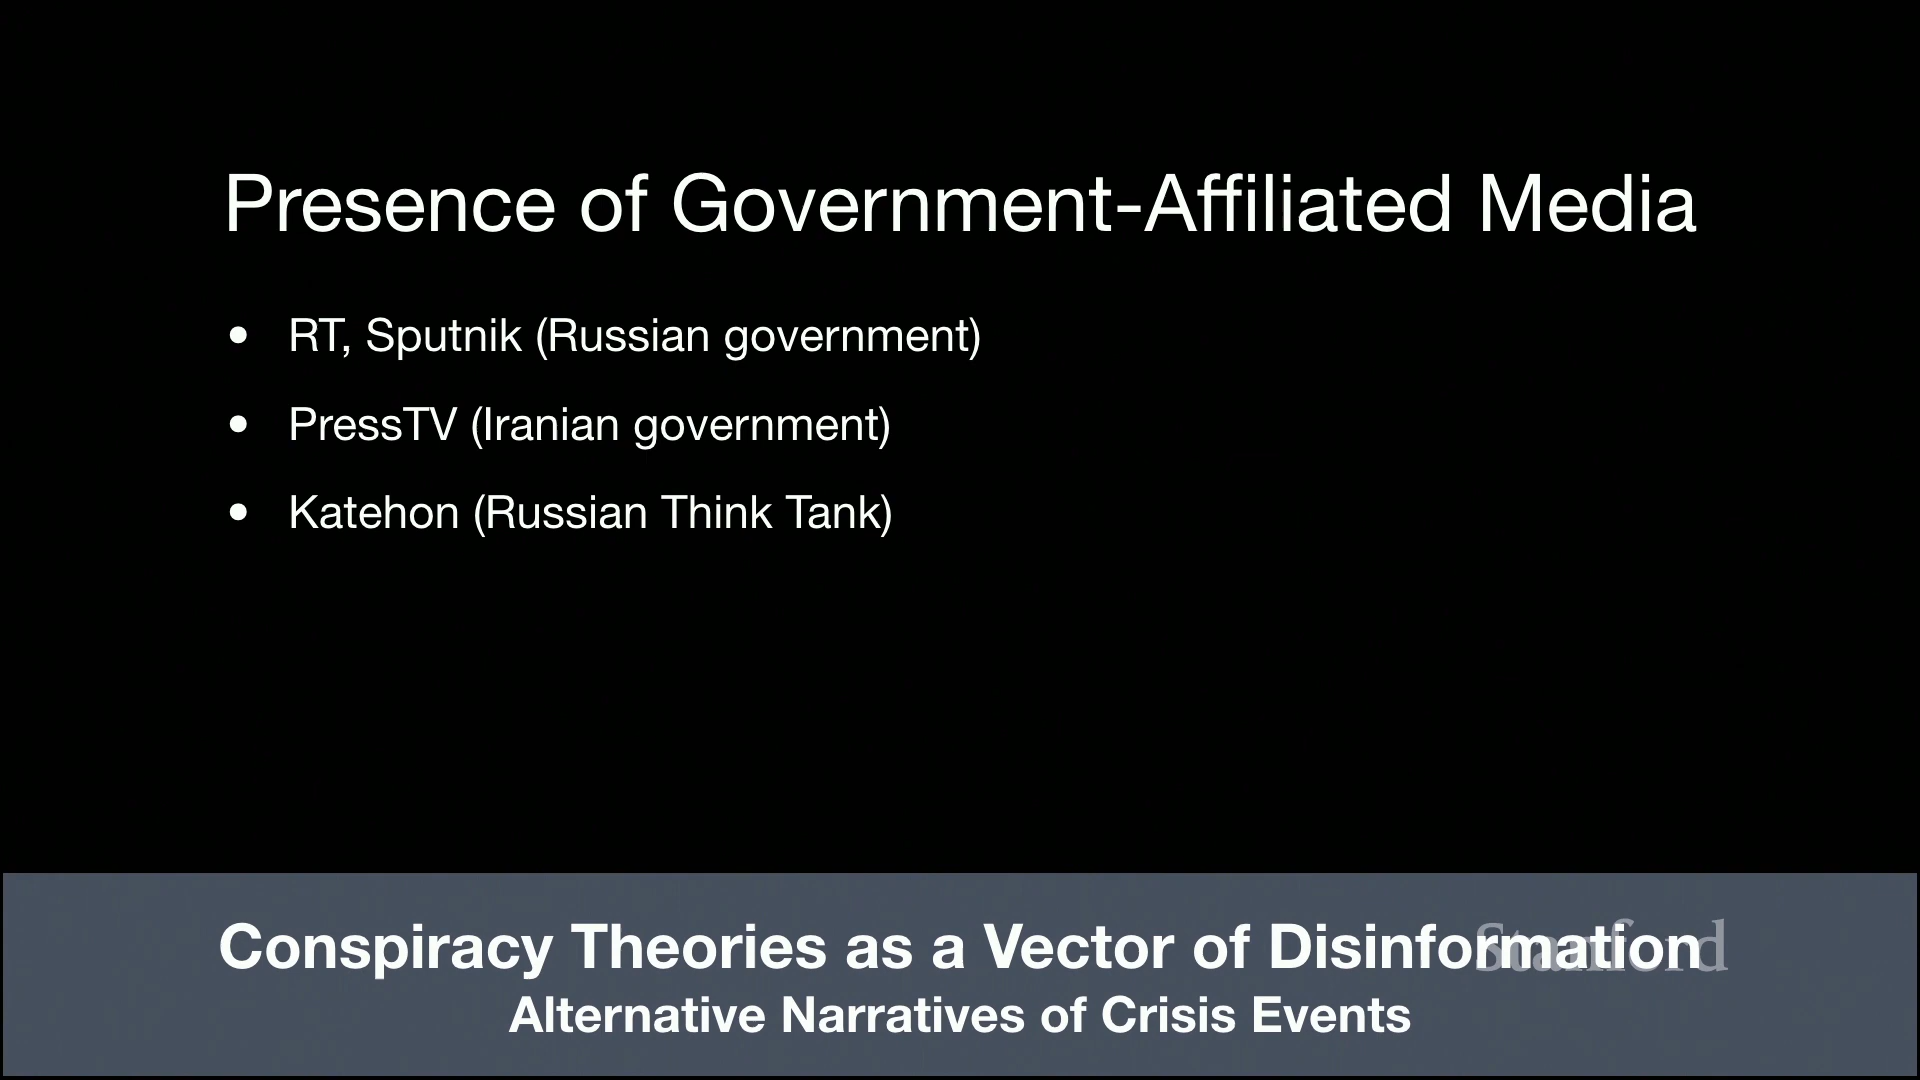 Presence of Government-Affiliated Media
• RT, Sputnik (Russian government)
• PressTV (Iranian government)
• Katehon (Russian Think Tank)
Conspiracy Theories as a Vector of Disinformation
Stanford
Alternative Narratives of Crisis Events